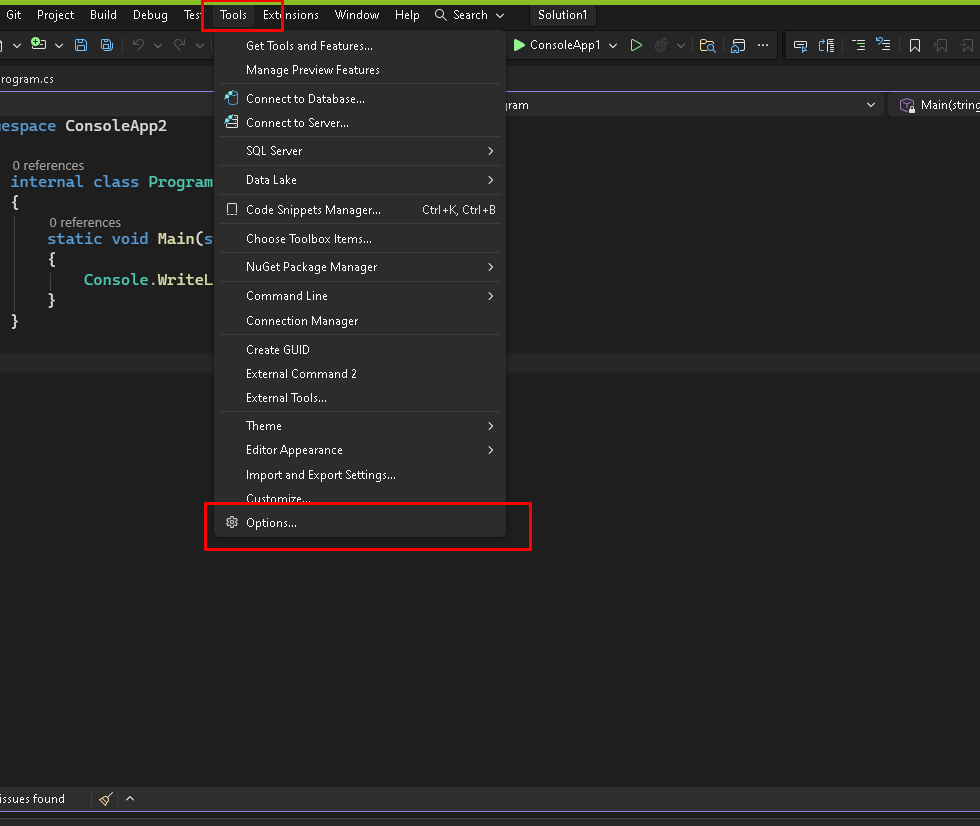 Git Project Build Debug Test Tools Extensions Window Help Search Solution1
ConsoleApp1
rogram.cs
gram Main(string
espace ConsoleApp2
0 references
internal class Program
{
0 references
static void Main(s
{
Console.WriteL
}
}
Get Tools and Features...
Manage Preview Features
Connect to Database...
Connect to Server...
SQL Server
Data Lake
Code Snippets Manager... Ctrl+K, Ctrl+B
Choose Toolbox Items...
NuGet Package Manager
Command Line
Connection Manager
Create GUID
External Command 2
External Tools...
Theme
Editor Appearance
Import and Export Settings...
Customize...
Options...
issues found